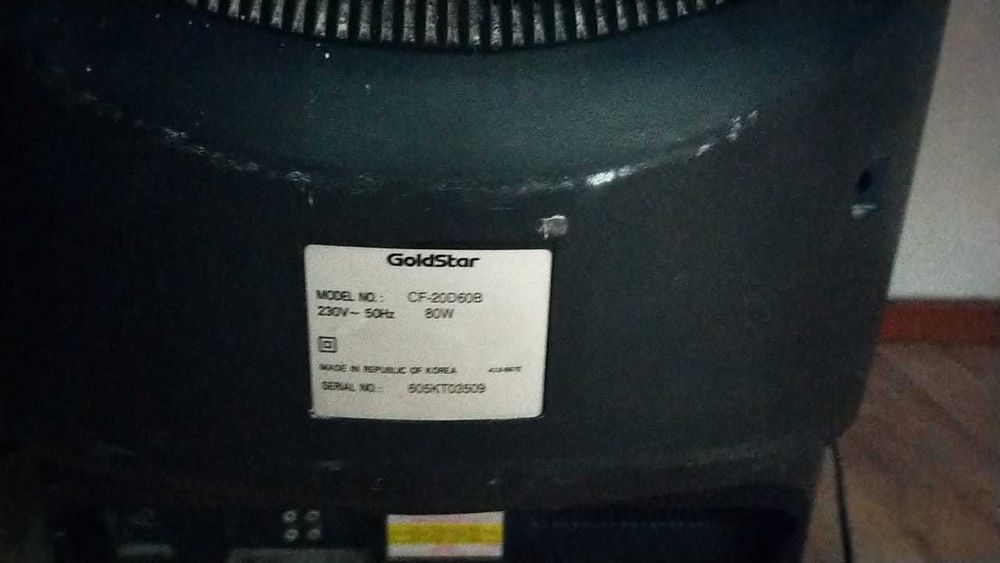 GoldStar
MODEL NO.: CF-20D60B
230V~ 50Hz 80W
MADE IN REPUBLIC OF KOREA
SERIAL NO.: 605KT03509